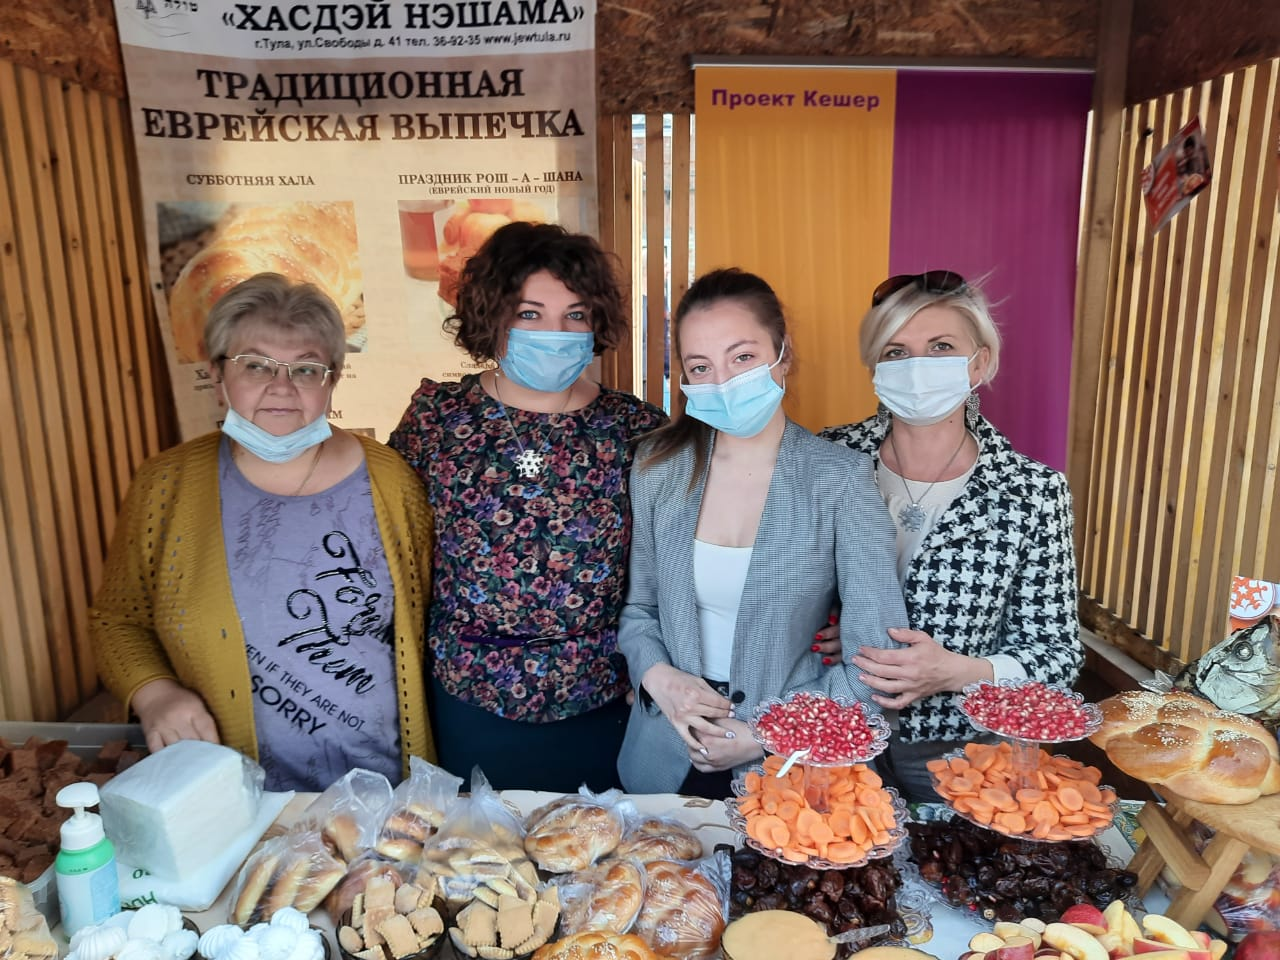 טולה
«ХАСДЭЙ НЭШАМА»
г.Тула, ул.Свободы д. 41 тел. 36-92-35 www.jewtula.ru
ТРАДИЦИОННАЯ
ЕВРЕЙСКАЯ ВЫПЕЧКА
СУББОТНЯЯ ХАЛА
ПРАЗДНИК РОШ – А – ШАНА
(ЕВРЕЙСКИЙ НОВЫЙ ГОД)
Проект Кешер
Forgive
Them
EVEN IF THEY ARE NOT
SORRY